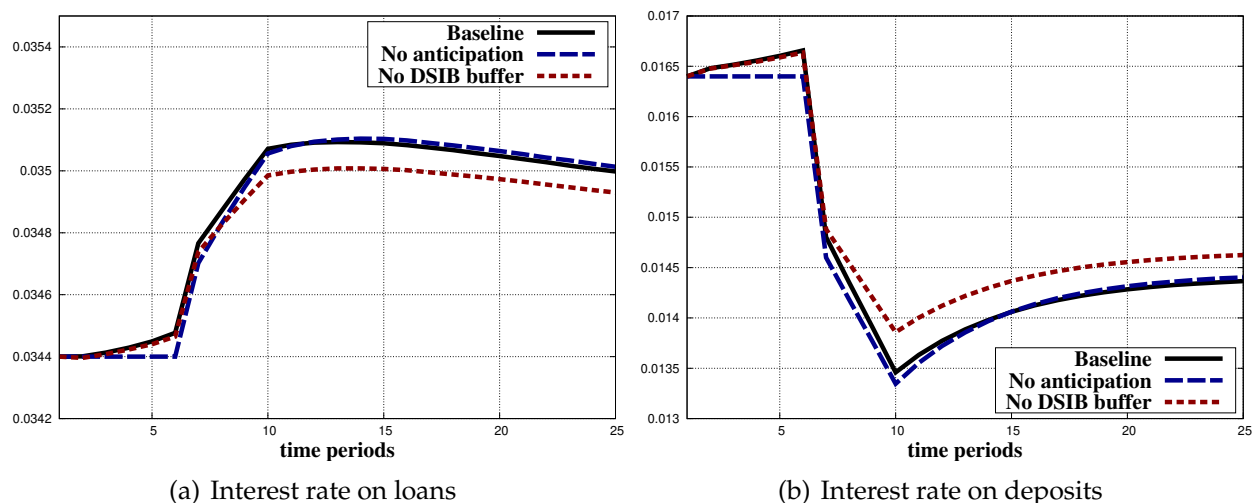 0.0354
0.0352
0.035
0.0348
0.0346
0.0344
0.0342
Baseline
No anticipation
No DSIB buffer
5 10 15 20 25
time periods
(a) Interest rate on loans
0.017
0.0165
0.016
0.0155
0.015
0.0145
0.014
0.0135
0.013
Baseline
No anticipation
No DSIB buffer
5 10 15 20 25
time periods
(b) Interest rate on deposits